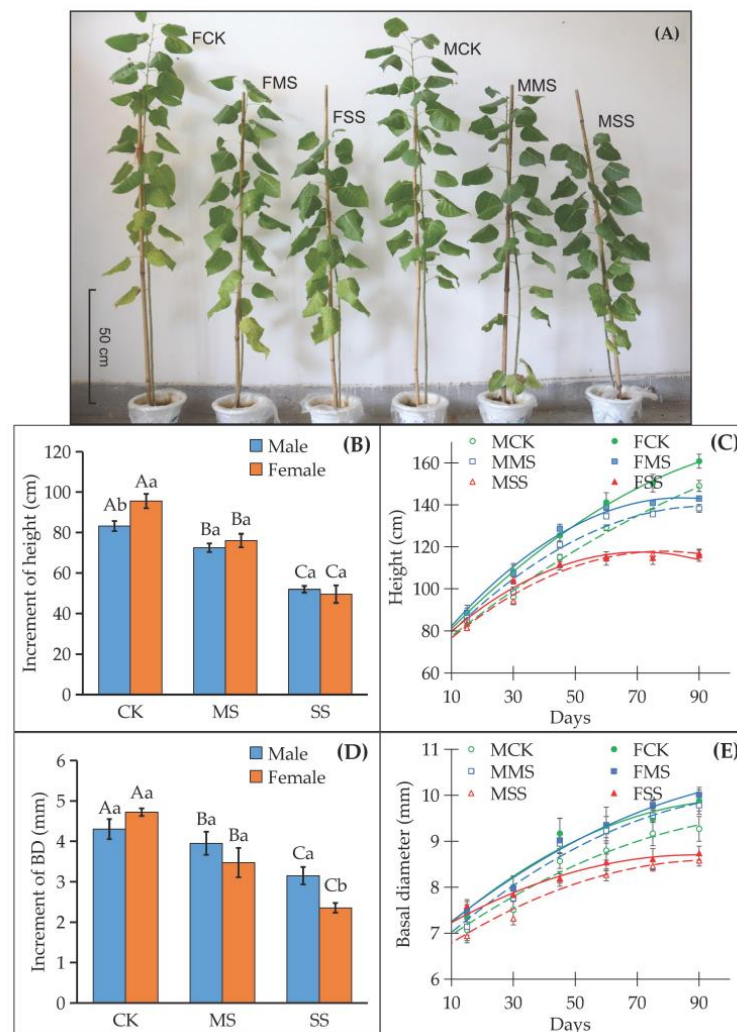 (A)
FCK
FMS
FSS
MCK
MMS
MSS
50 cm
(B)
Male
Female
Increment of height (cm)
120
100
80
60
40
20
0
Ab
Aa
Ba
Ba
Ca
Ca
CK
MS
SS
(C)
MCK
FCK
MMS
FMS
MSS
FSS
Height (cm)
160
140
120
100
80
60
10
30
50
70
90
Days
(D)
Male
Female
Increment of BD (mm)
6
5
4
3
2
1
0
Aa
Aa
Ba
Ba
Ca
Cb
CK
MS
SS
(E)
MCK
FCK
MMS
FMS
MSS
FSS
Basal diameter (mm)
11
10
9
8
7
6
10
30
50
70
90
Days